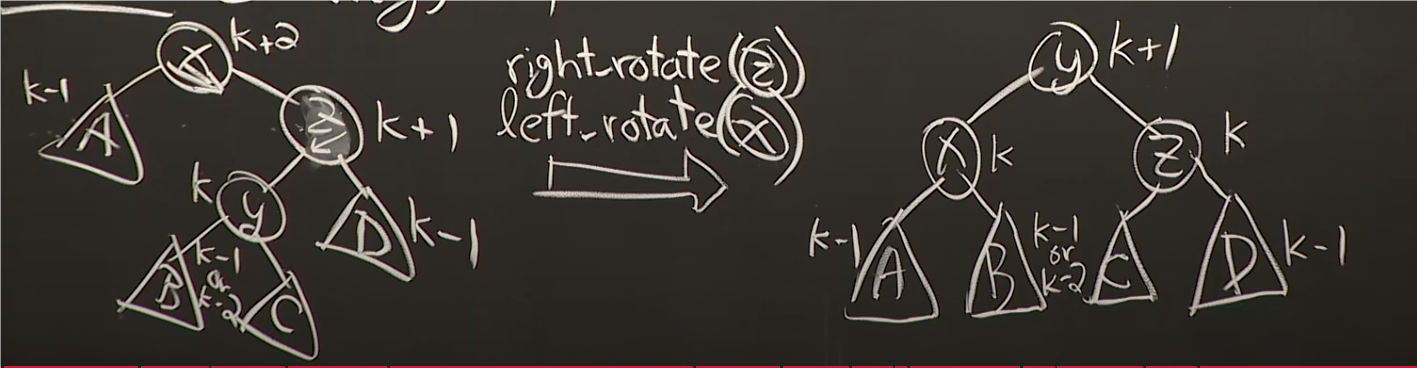 x k+2
k-1
A
z k+1
k
y
D k-1
B k-1
or
k-2
C
right_rotate(z)
left_rotate(x)
y k+1
x k
z k
k-1 A
B k-1
or
k-2
C
D k-1